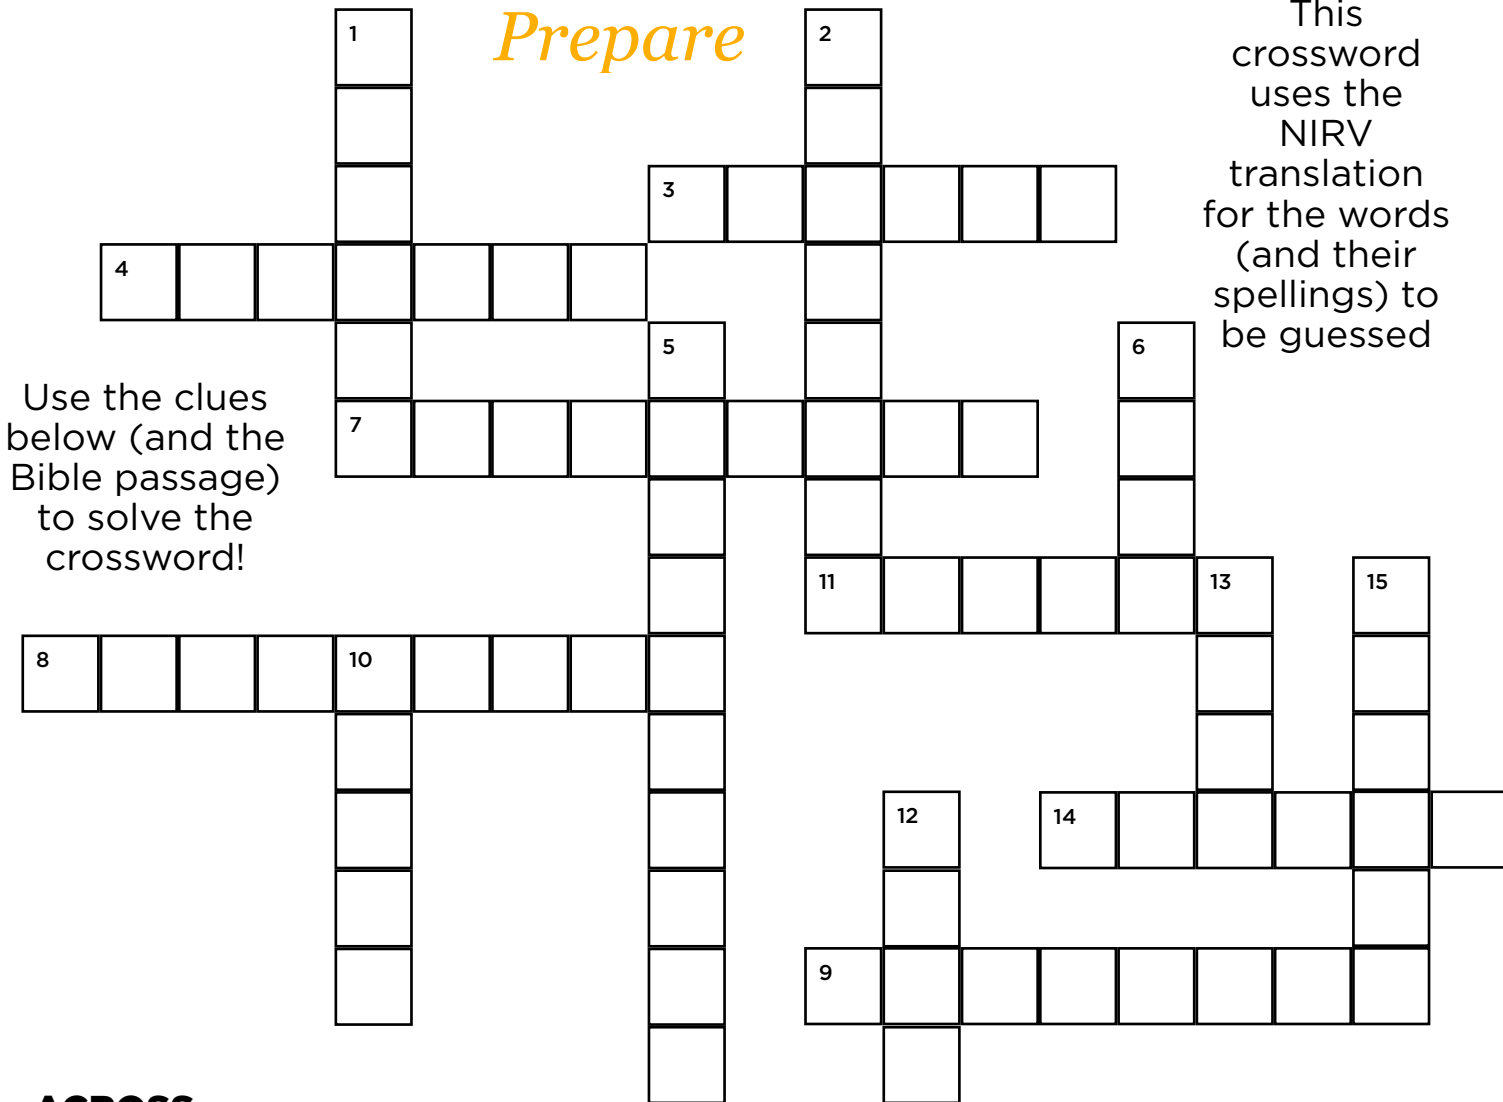 Prepare
This
crossword
uses the
NIRV
translation
for the words
(and their
spellings) to
be guessed
1
2
3
4
5
6
Use the clues
below (and the
Bible passage)
to solve the
crossword!
7
11
13
15
8
10
12
14
9
ACROSS